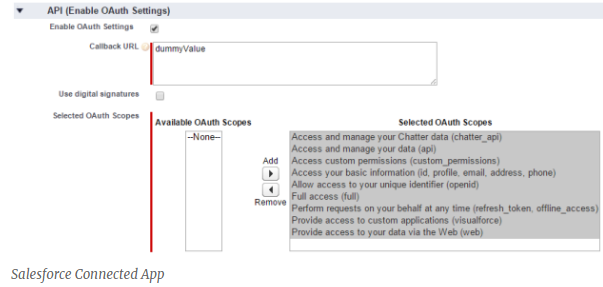 API (Enable OAuth Settings)
Enable OAuth Settings
Callback URL
dummyValue
Use digital signatures
Selected OAuth Scopes
Available OAuth Scopes
--None--
Add
Remove
Selected OAuth Scopes
Access and manage your Chatter data (chatter_api)
Access and manage your data (api)
Access custom permissions (custom_permissions)
Access your basic information (id, profile, email, address, phone)
Allow access to your unique identifier (openid)
Full access (full)
Perform requests on your behalf at any time (refresh_token, offline_access)
Provide access to custom applications (visualforce)
Provide access to your data via the Web (web)
Salesforce Connected App